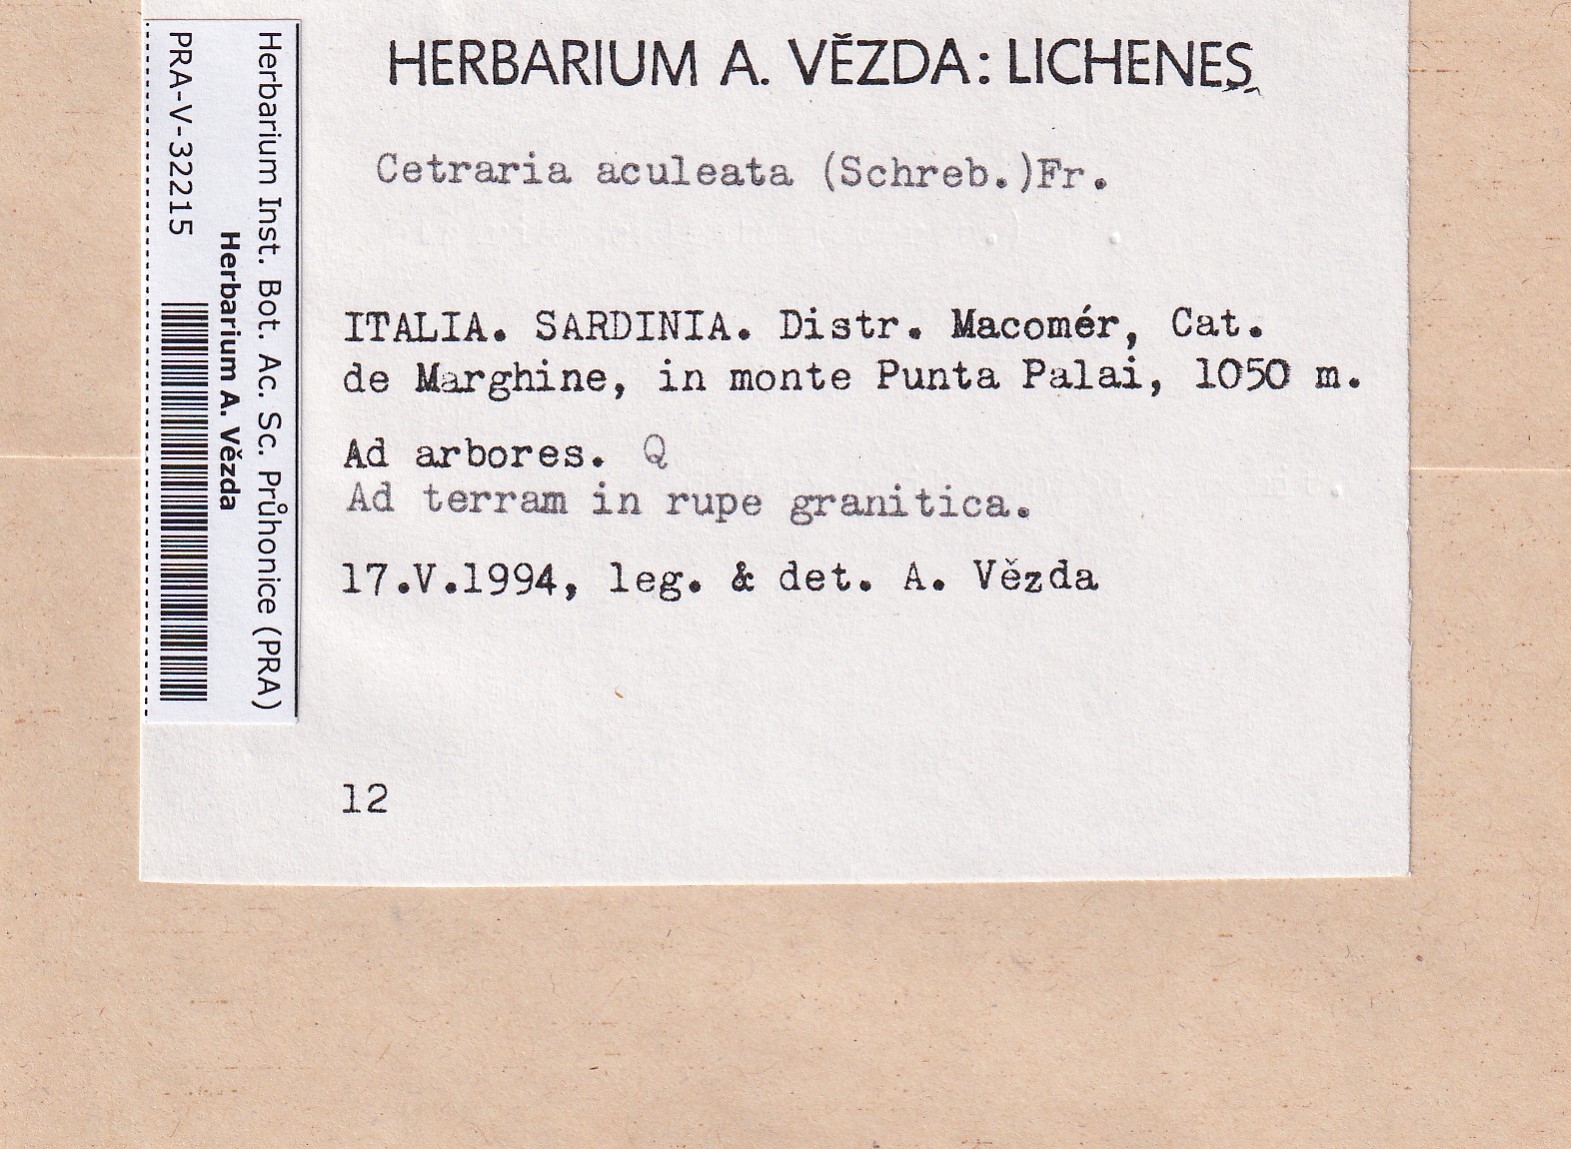 HERBARIUM A. VĚZDA: LICHENES
Cetraria aculeata (Schreb.)Fr.
ITALIA. SARDINIA. Distr. Macomér, Cat.
de Marghine, in monte Punta Palai, 1050 m.
Ad arbores. Q
Ad terram in rupe granitica.
17.V.1994, leg. & det. A. Vězda
12
Herbarium Inst. Bot. Ac. Sc. Průhonice (PRA)
Herbarium A. Vězda
PRA-V-32215